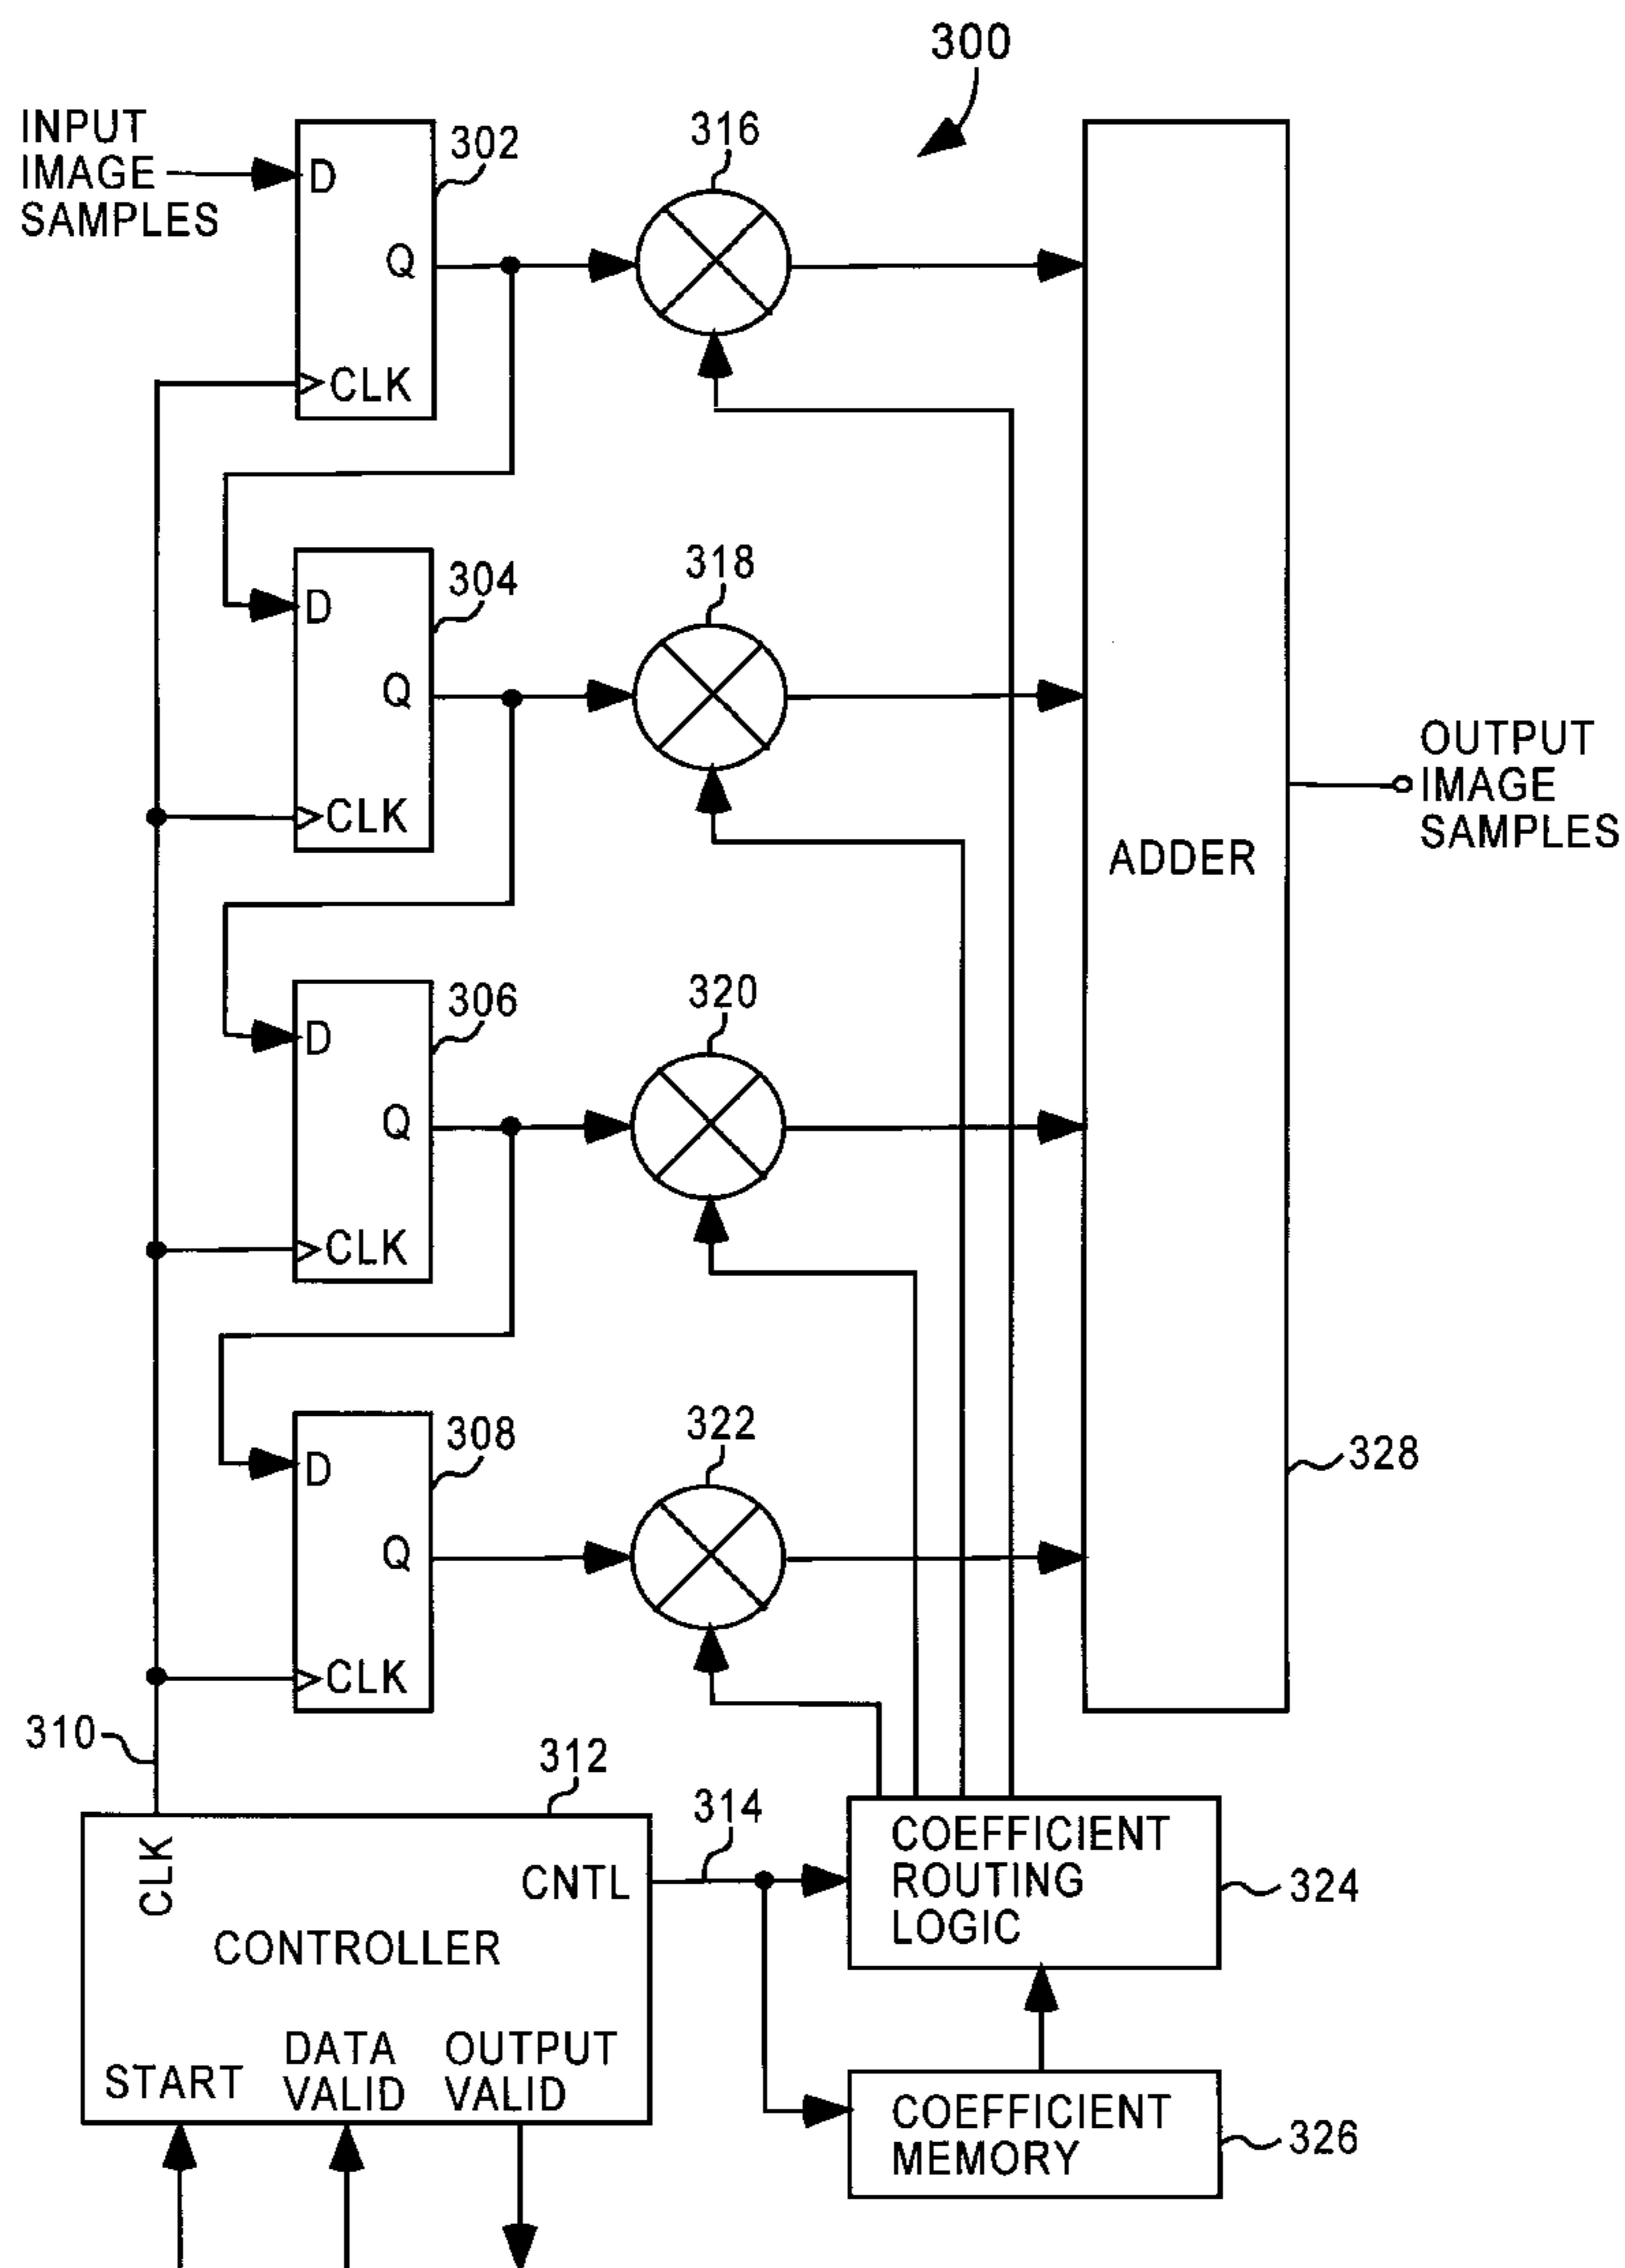 300
INPUT
IMAGE
SAMPLES
D
302
Q
CLK
316
304
D
Q
CLK
318
OUTPUT
IMAGE
SAMPLES
ADDER
306
D
Q
CLK
320
308
D
Q
CLK
322
328
310
312
314
CLK
CNTL
CONTROLLER
START
DATA
VALID
OUTPUT
VALID
COEFFICIENT
ROUTING
LOGIC
324
COEFFICIENT
MEMORY
326